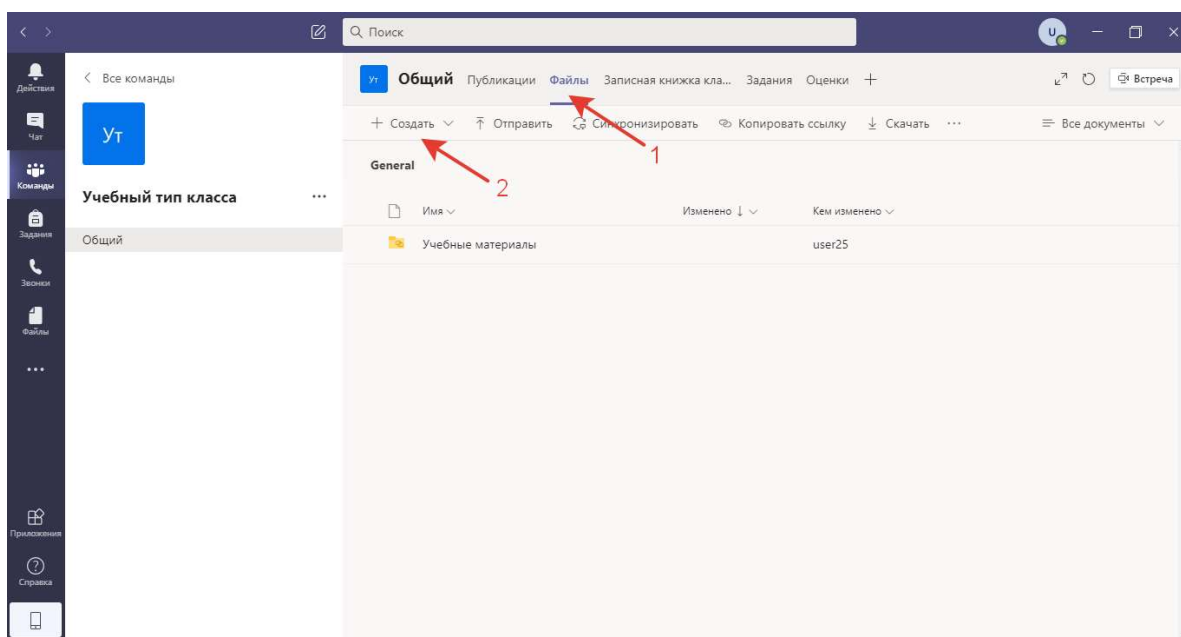 Поиск
U
Действия
Чат
Команды
Задания
Звонки
Файлы
Приложения
Справка
Все команды
Ут
Учебный тип класса
Общий
Ут Общий Публикации Файлы Записная книжка кла... Задания Оценки
Встреча
Создать Отправить Синхронизировать Копировать ссылку Скачать ... Все документы
1
2
General
Имя Изменено Кем изменено
Учебные материалы user25